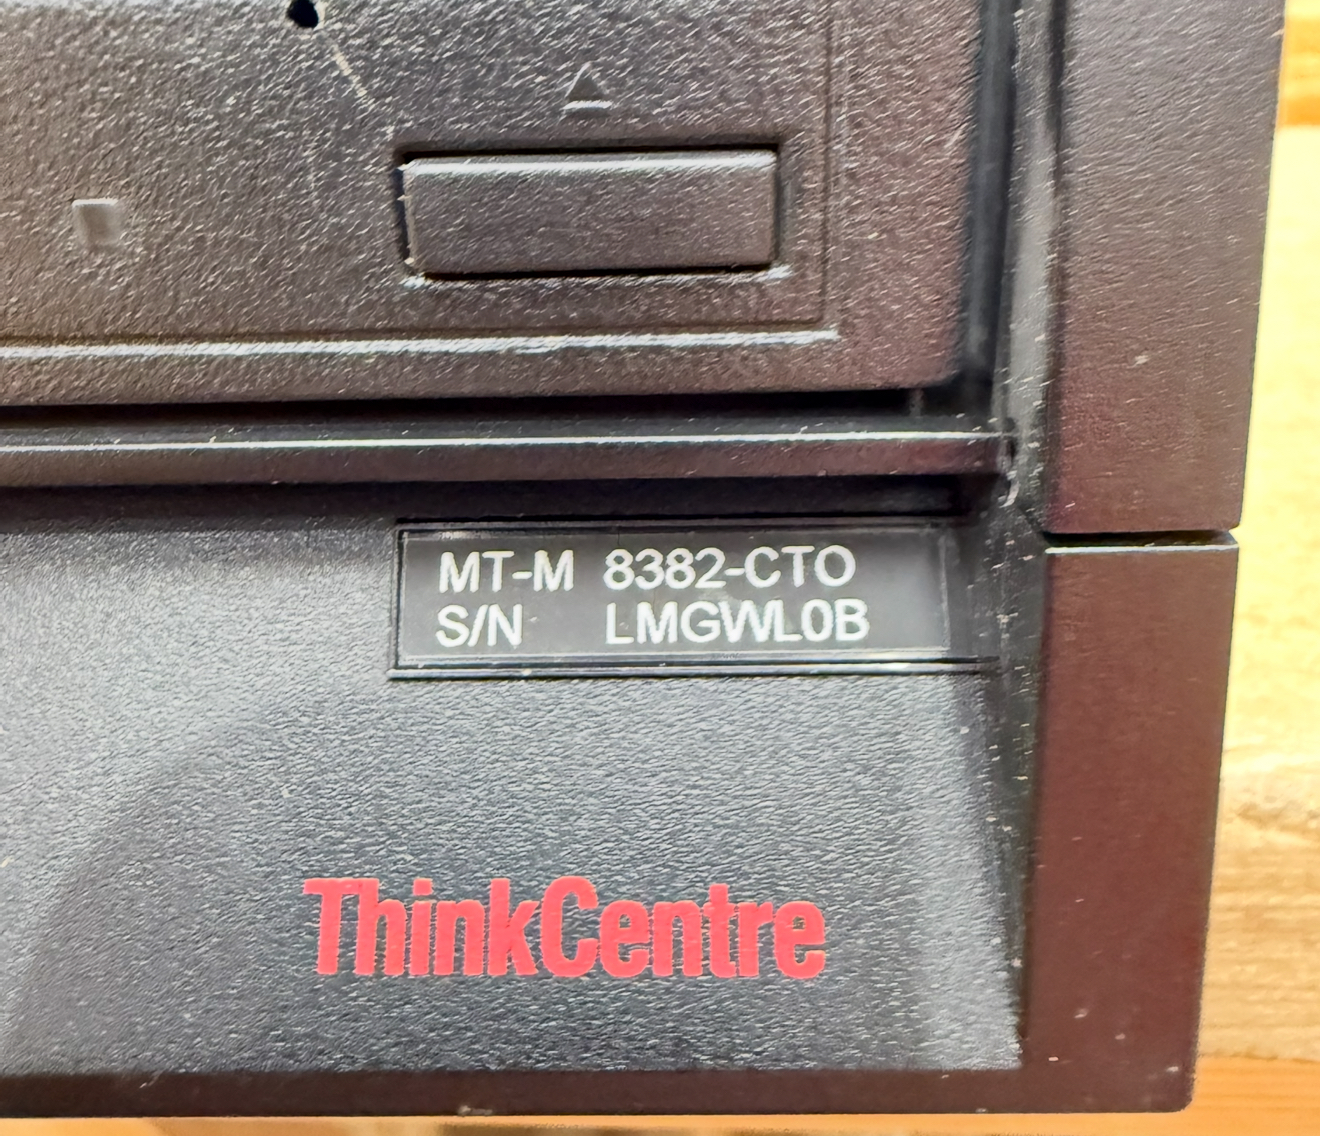 MT-M 8382-CTO
S/N LMGWL0B
ThinkCentre